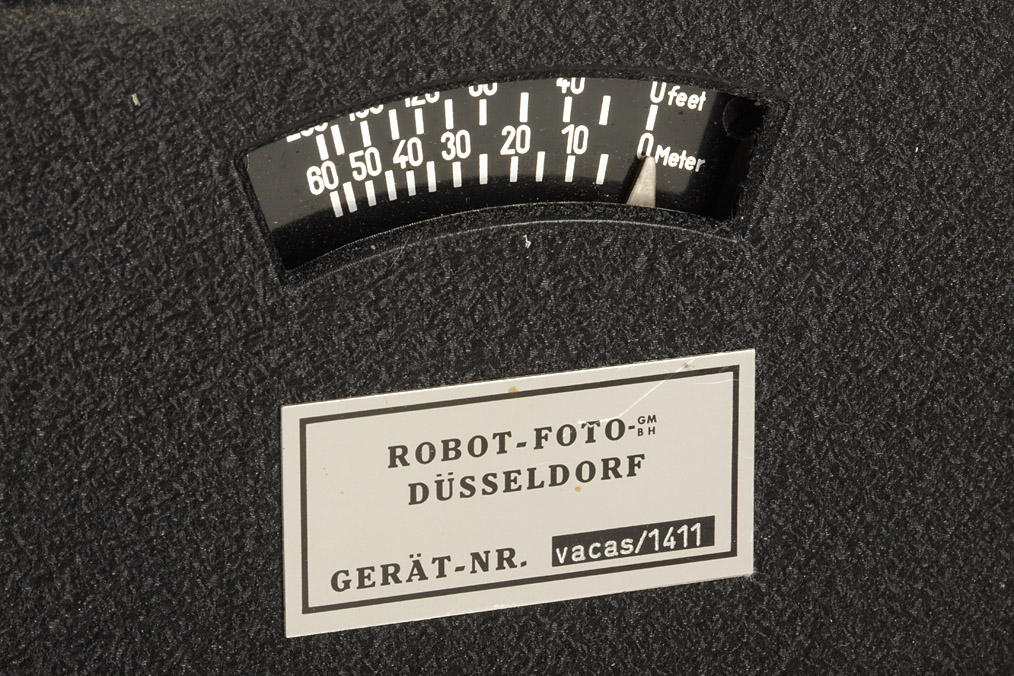 40 0 feet
60 50 40 30 20 10 0 Meter
ROBOT-FOTO-GMBH
DÜSSELDORF
GERÄT-NR. vacas/1411